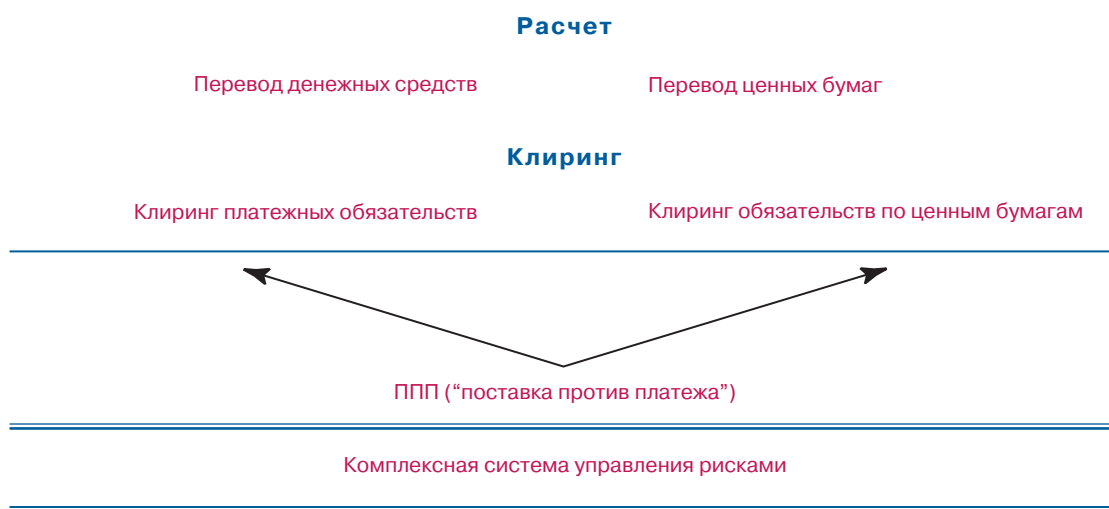 Расчет
Перевод денежных средств
Перевод ценных бумаг
Клиринг
Клиринг платежных обязательств
Клиринг обязательств по ценным бумагам
ППП (“поставка против платежа”)
Комплексная система управления рисками